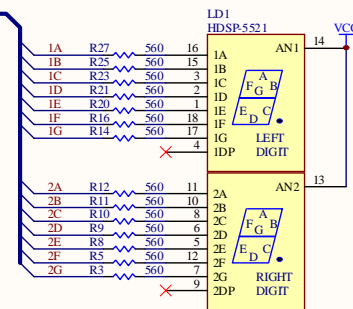 LD1
HDSP-5521
VCC
1A R27 560 16 1A AN1 14
1B R25 560 15 1B
1C R23 560 3 1C
1D R21 560 2 1D
1E R20 560 1 1E
1F R16 560 18 1F
1G R14 560 17 1G
4 1DP
A
F B
G
E C
D
LEFT
DIGIT
2A R12 560 11 2A AN2 13
2B R11 560 10 2B
2C R10 560 8 2C
2D R9 560 6 2D
2E R8 560 5 2E
2F R5 560 12 2F
2G R3 560 7 2G
9 2DP
A
F B
G
E C
D
RIGHT
DIGIT